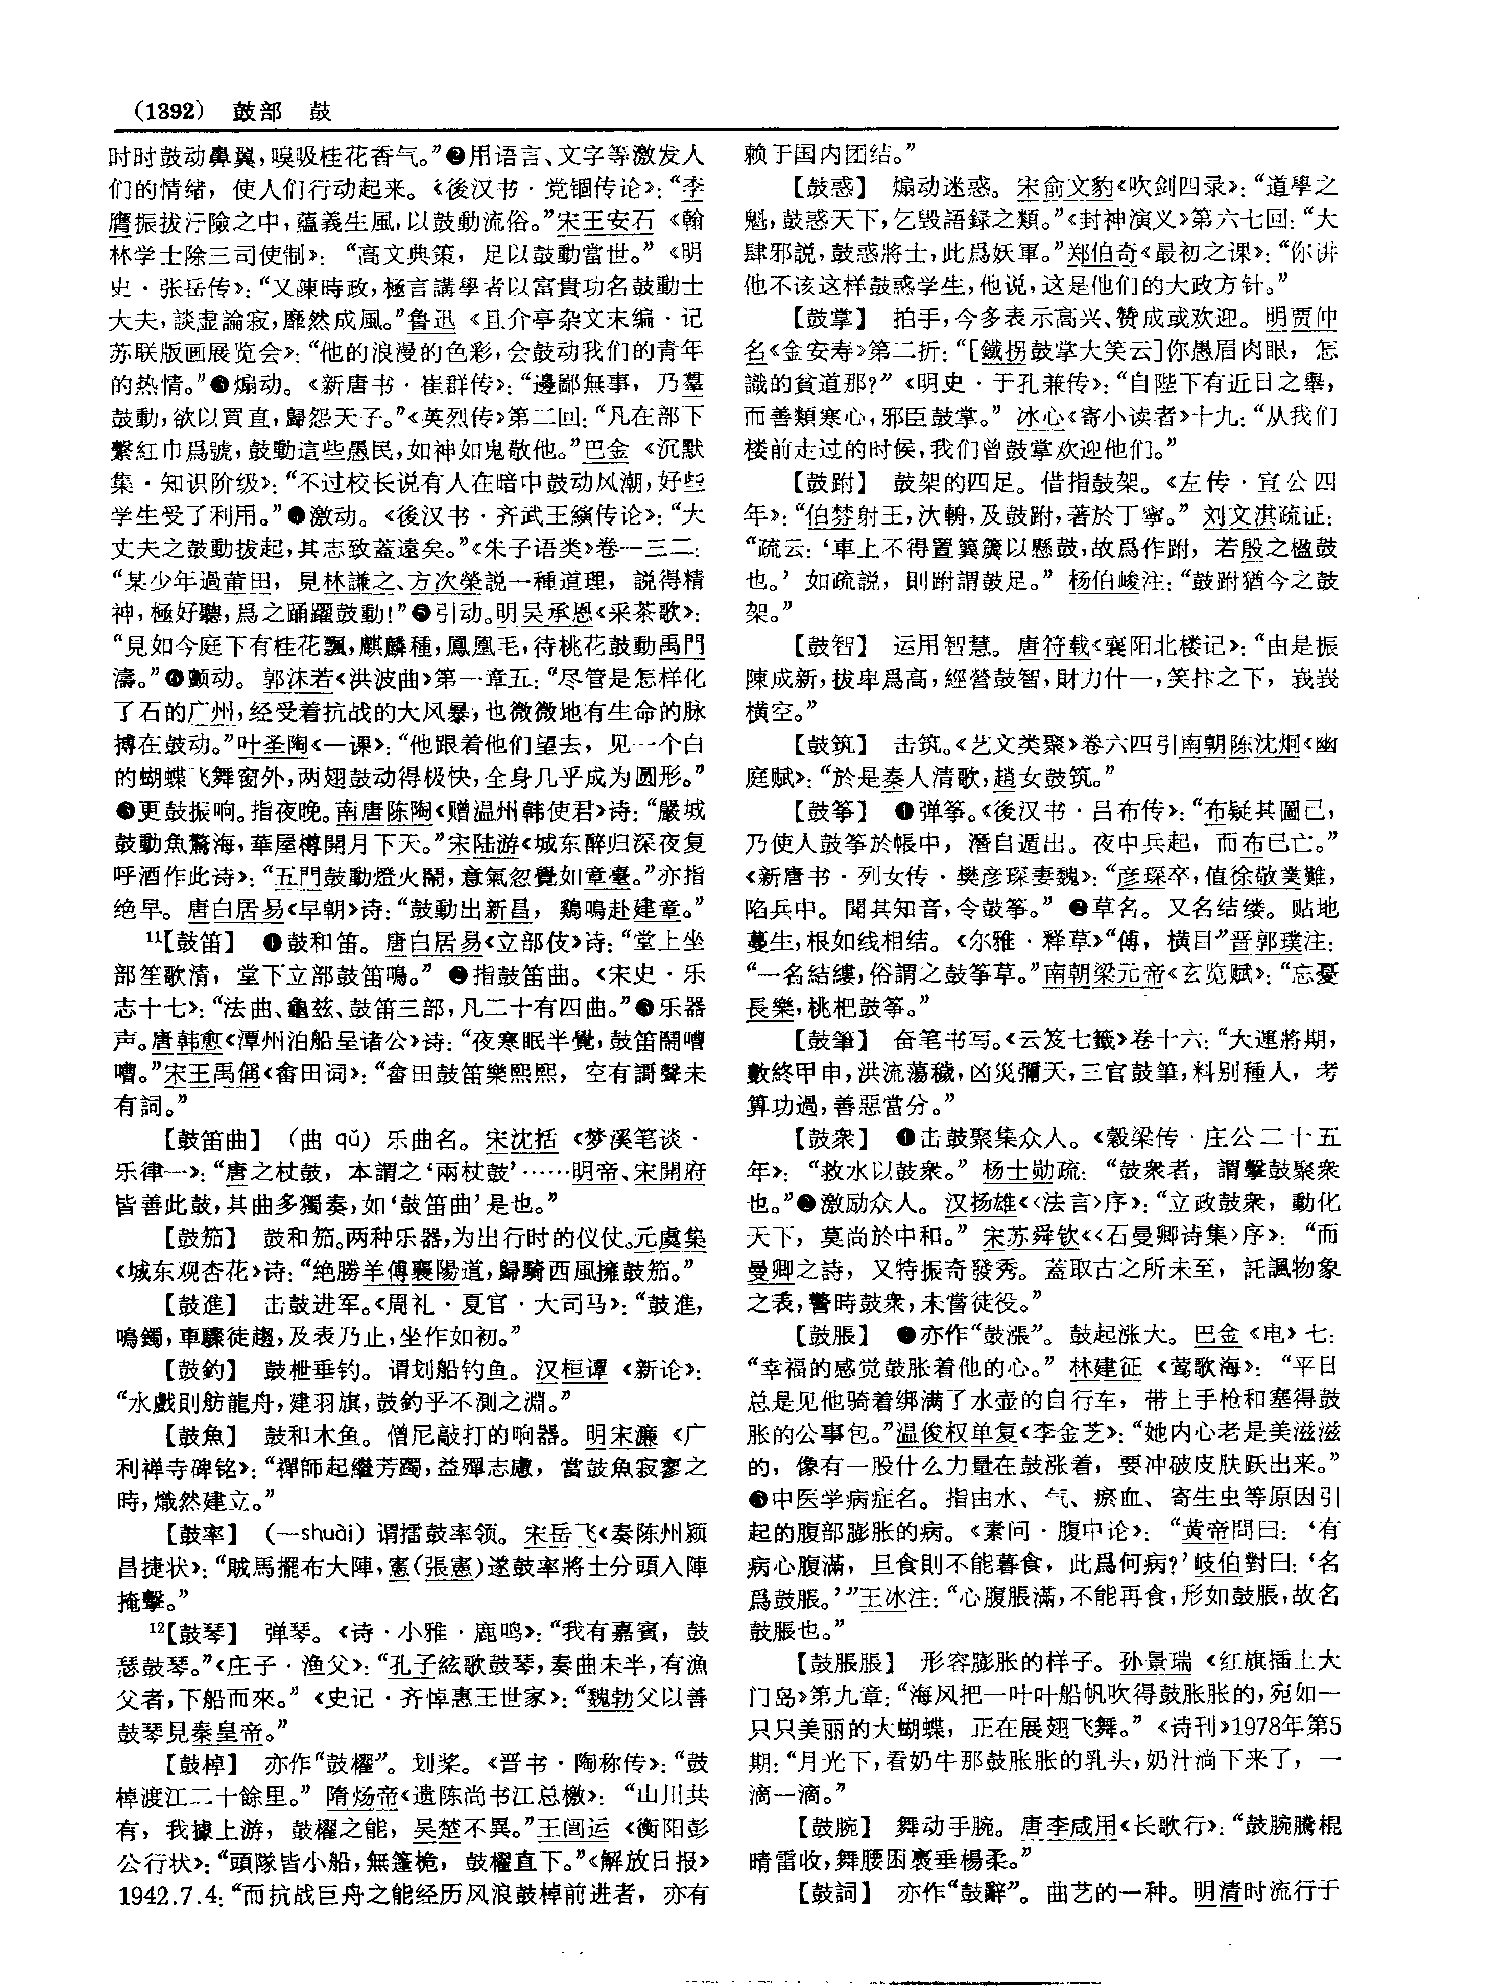 （1392） 鼓部 鼓
时时鼓动鼻翼，嗅吸桂花香气。”❷用语言、文字等激发人
们的情绪，使人们行动起来。《後汉书·党锢传论》：“李
膺振拔汙險之中，蘊義生風，以鼓動流俗。”宋王安石《翰
林学士除三司使制》：“高文典策，足以鼓動當世。”《明
史·张岳传》：“又陳時政，極言講學者以富貴功名鼓動士
大夫，談虛論寂，靡然成風。”鲁迅《且介亭杂文末编·记
苏联版画展览会》：“他的浪漫的色彩，会鼓动我们的青年
的热情。”❸煽动。《新唐书·崔群传》：“邊鄙無事，乃羣
鼓動，欲以買直，歸怨天子。”《英烈传》第二回：“凡在部下
繫紅巾爲號，鼓動這些愚民，如神如鬼敬他。”巴金《沉默
集·知识阶级》：“不过校长说有人在暗中鼓动风潮，好些
学生受了利用。”❹激动。《後汉书·齐武王縯传论》：“大
丈夫之鼓動拔起，其志致蓋遠矣。”《朱子语类》卷一三二：
“某少年過莆田，見林謙之、方次榮説一種道理，説得精
神，極好聽，爲之踊躍鼓動！”❺引动。明吴承恩《采茶歌》：
“見如今庭下有桂花飄，麒麟種，鳳凰毛，待桃花鼓動禹門
濤。”❻颤动。郭沫若《洪波曲》第一章五：“尽管是怎样化
了石的广州，经受着抗战的大风暴，也微微地有生命的脉
搏在鼓动。”叶圣陶《一课》：“他跟着他们望去，见一个白
的蝴蝶飞舞窗外，两翅鼓动得极快，全身几乎成为圆形。”
❼更鼓振响。指夜晚。南唐陈陶《赠温州韩使君》诗：“嚴城
鼓動魚驚海，華屋樽開月下天。”宋陆游《城东醉归深夜复
呼酒作此诗》：“五門鼓動燈火鬧，意氣忽覺如章臺。”亦指
绝早。唐白居易《早朝》诗：“鼓動出新昌，鷄鳴赴建章。”
11【鼓笛】 ❶鼓和笛。唐白居易《立部伎》诗：“堂上坐
部笙歌清，堂下立部鼓笛鳴。”❷指鼓笛曲。《宋史·乐
志十七》：“法曲、龜兹、鼓笛三部，凡二十有四曲。”❸乐器
声。唐韩愈《潭州泊船呈诸公》诗：“夜寒眠半覺，鼓笛鬧嘈
嘈。”宋王禹偁《畬田词》：“畬田鼓笛樂熙熙，空有謌聲未
有詞。”
【鼓笛曲】 （曲 qǔ）乐曲名。宋沈括《梦溪笔谈·
乐律一》：“唐之杖鼓，本謂之‘兩杖鼓’……明帝、宋開府
皆善此鼓，其曲多獨奏，如‘鼓笛曲’是也。”
【鼓笳】 鼓和笳。两种乐器，为出行时的仪仗。元虞集
《城东观杏花》诗：“絶勝羊傅襄陽道，歸騎西風擁鼓笳。”
【鼓進】 击鼓进军。《周礼·夏官·大司马》：“鼓進，
鳴鐲，車驟徒趨，及表乃止，坐作如初。”
【鼓釣】 鼓枻垂钓。谓划船钓鱼。汉桓谭《新论》：
“水戲則舫龍舟，建羽旗，鼓釣乎不測之淵。”
【鼓魚】 鼓和木鱼。僧尼敲打的响器。明宋濂《广
利禅寺碑铭》：“禪師起繼芳躅，益殫志慮，當鼓魚寂寥之
時，熾然建立。”
【鼓率】 （—shuài）谓擂鼓率领。宋岳飞《奏陈州颍
昌捷状》：“賊馬擺布大陣，憲（張憲）遂鼓率將士分頭入陣
掩擊。”
12【鼓琴】 弹琴。《诗·小雅·鹿鸣》：“我有嘉賓，鼓
瑟鼓琴。”《庄子·渔父》：“孔子絃歌鼓琴，奏曲未半，有漁
父者，下船而來。”《史记·齐悼惠王世家》：“魏勃父以善
鼓琴見秦皇帝。”
【鼓棹】 亦作“鼓櫂”。划桨。《晋书·陶称传》：“鼓
棹渡江二十餘里。”隋炀帝《遗陈尚书江总檄》：“山川共
有，我據上游，鼓櫂之能，吴楚不異。”王闿运《衡阳彭
公行状》：“頭隊皆小船，無篷桅，鼓櫂直下。”《解放日报》
1942.7.4：“而抗战巨舟之能经历风浪鼓棹前进者，亦有
赖于国内团结。”
【鼓惑】 煽动迷惑。宋俞文豹《吹剑四录》：“道學之
魁，鼓惑天下，乞毁語録之類。”《封神演义》第六七回：“大
肆邪説，鼓惑將士，此爲妖軍。”郑伯奇《最初之课》：“你讲
他不该这样鼓惑学生，他说，这是他们的大政方针。”
【鼓掌】 拍手，今多表示高兴、赞成或欢迎。明贾仲
名《金安寿》第二折：“[鐵拐鼓掌大笑云]你愚眉肉眼，怎
識的貧道那？”《明史·于孔兼传》：“自陛下有近日之舉，
而善類寒心，邪臣鼓掌。”冰心《寄小读者》十九：“从我们
楼前走过的时候，我们曾鼓掌欢迎他们。”
【鼓跗】 鼓架的四足。借指鼓架。《左传·宣公四
年》：“伯棼射王，汏輈，及鼓跗，著於丁寧。”刘文淇疏证：
“疏云：‘車上不得置簨簴以懸鼓，故爲作跗，若殷之楹鼓
也。’如疏説，則跗謂鼓足。”杨伯峻注：“鼓跗猶今之鼓
架。”
【鼓智】 运用智慧。唐符载《襄阳北楼记》：“由是振
陳成新，拔卑爲高，經營鼓智，財力什一，笑抃之下，峩峩
橫空。”
【鼓筑】 击筑。《艺文类聚》卷六四引南朝陈沈炯《幽
庭赋》：“於是秦人清歌，趙女鼓筑。”
【鼓筝】 ❶弹筝。《後汉书·吕布传》：“布疑其圖己，
乃使人鼓筝於帳中，潛自遁出。夜中兵起，而布已亡。”
《新唐书·列女传·樊彦琛妻魏》：“彦琛卒，值徐敬業難，
陷兵中。聞其知音，令鼓筝。”❷草名。又名结缕。贴地
蔓生，根如线相结。《尔雅·释草》“傅，横目”晋郭璞注：
“一名結縷，俗謂之鼓筝草。”南朝梁元帝《玄览赋》：“忘憂
長樂，桃杷鼓筝。”
【鼓筆】 奋笔书写。《云笈七籤》卷十六：“大運將期，
數終甲申，洪流蕩穢，凶災彌天，三官鼓筆，料别種人，考
算功過，善惡當分。”
【鼓衆】 ❶击鼓聚集众人。《穀梁传·庄公二十五
年》：“救水以鼓衆。”杨士勋疏：“鼓衆者，謂擊鼓聚衆
也。”❷激励众人。汉扬雄《〈法言〉序》：“立政鼓衆，動化
天下，莫尚於中和。”宋苏舜钦《〈石曼卿诗集〉序》：“而
曼卿之詩，又特振奇發秀。蓋取古之所未至，託諷物象
之表，警時鼓衆，未嘗徒役。”
【鼓脹】 ❶亦作“鼓漲”。鼓起涨大。巴金《电》七：
“幸福的感觉鼓胀着他的心。”林建征《莺歌海》：“平日
总是见他骑着绑满了水壶的自行车，带上手枪和塞得鼓
胀的公事包。”温俊权单复《李金芝》：“她内心老是美滋滋
的，像有一股什么力量在鼓涨着，要冲破皮肤跃出来。”
❷中医学病症名。指由水、气、瘀血、寄生虫等原因引
起的腹部膨胀的病。《素问·腹中论》：“黄帝問曰：‘有
病心腹滿，旦食則不能暮食，此爲何病？’岐伯對曰：‘名
爲鼓脹。’”王冰注：“心腹脹滿，不能再食，形如鼓脹，故名
鼓脹也。”
【鼓脹脹】 形容膨胀的样子。孙景瑞《红旗插上大
门岛》第九章：“海风把一叶叶船帆吹得鼓胀胀的，宛如一
只只美丽的大蝴蝶，正在展翅飞舞。”《诗刊》1978年第5
期：“月光下，看奶牛那鼓胀胀的乳头，奶汁淌下来了，一
滴一滴。”
【鼓腕】 舞动手腕。唐李咸用《长歌行》：“鼓腕騰棍
晴雷收，舞腰困裊垂楊柔。”
【鼓詞】 亦作“鼓辭”。曲艺的一种。明清时流行于